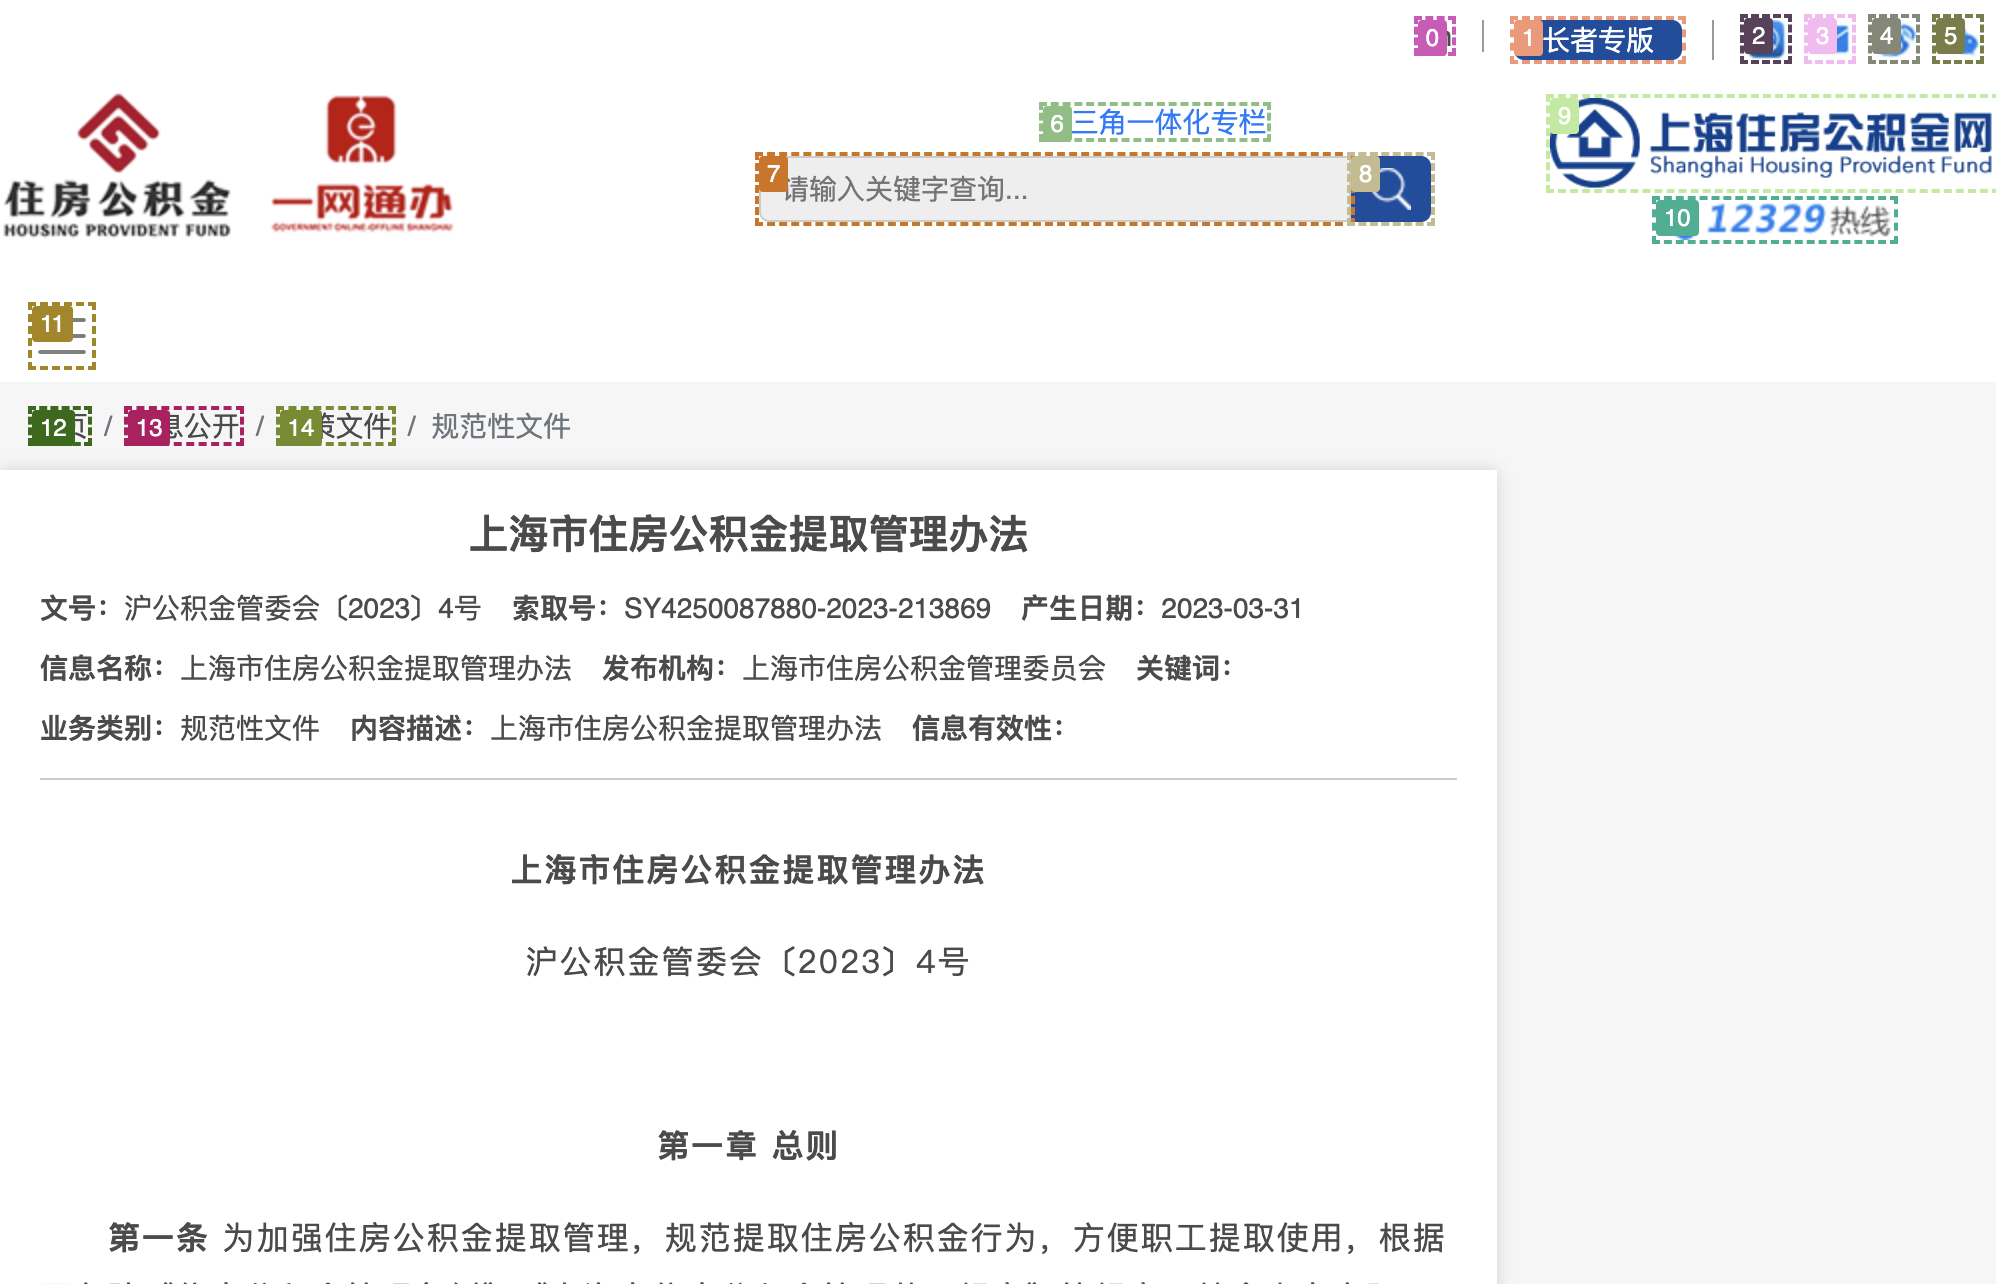 0
1 长者专版
2
3
4
5
住房公积金
HOUSING PROVIDENT FUND
一网通办
GOVERNMENT ONLINE-OFFLINE SHANGHAI
6 三角一体化专栏
7 请输入关键字查询...
8
9 上海住房公积金网
Shanghai Housing Provident Fund
10 12329 热线
11
12 / 13 息公开 / 14 策文件 / 规范性文件
上海市住房公积金提取管理办法
文号：沪公积金管委会〔2023〕4号 索取号：SY4250087880-2023-213869 产生日期：2023-03-31
信息名称：上海市住房公积金提取管理办法 发布机构：上海市住房公积金管理委员会 关键词：
业务类别：规范性文件 内容描述：上海市住房公积金提取管理办法 信息有效性：
上海市住房公积金提取管理办法
沪公积金管委会〔2023〕4号
第一章 总则
第一条 为加强住房公积金提取管理，规范提取住房公积金行为，方便职工提取使用，根据